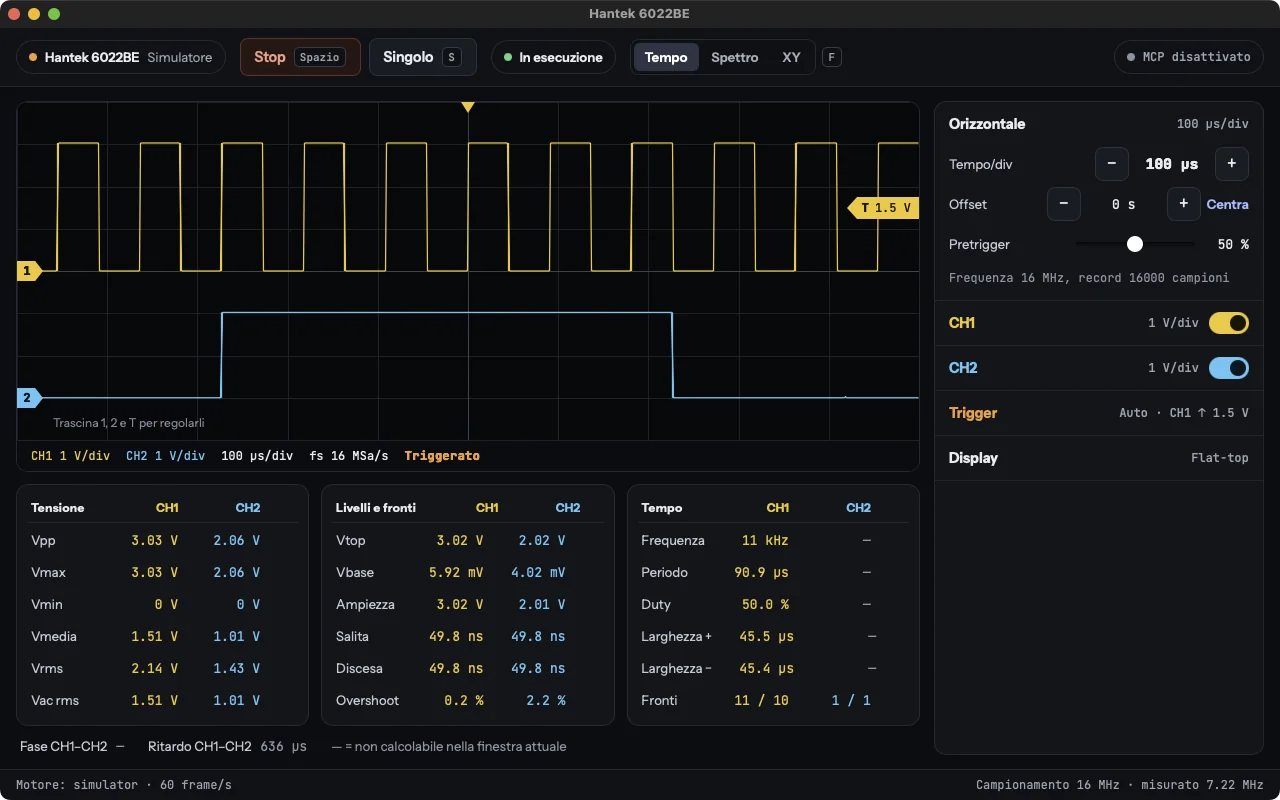 Hantek 6022BE
Hantek 6022BE Simulatore
Stop Spazio
Singolo S
In esecuzione
Tempo Spettro XY F
MCP disattivato
T 1.5 V
1
2
Trascina 1, 2 e T per regolarli
CH1 1 V/div CH2 1 V/div 100 µs/div fs 16 MSa/s Triggerato
Orizzontale 100 µs/div
Tempo/div − 100 µs +
Offset − 0 s + Centra
Pretrigger 50 %
Frequenza 16 MHz, record 16000 campioni
CH1 1 V/div
CH2 1 V/div
Trigger Auto · CH1 ↑ 1.5 V
Display Flat-top
Tensione CH1 CH2
Vpp 3.03 V 2.06 V
Vmax 3.03 V 2.06 V
Vmin 0 V 0 V
Vmedia 1.51 V 1.01 V
Vrms 2.14 V 1.43 V
Vac rms 1.51 V 1.01 V
Livelli e fronti CH1 CH2
Vtop 3.02 V 2.02 V
Vbase 5.92 mV 4.02 mV
Ampiezza 3.02 V 2.01 V
Salita 49.8 ns 49.8 ns
Discesa 49.8 ns 49.8 ns
Overshoot 0.2 % 2.2 %
Tempo CH1 CH2
Frequenza 11 kHz —
Periodo 90.9 µs —
Duty 50.0 % —
Larghezza + 45.5 µs —
Larghezza − 45.4 µs —
Fronti 11 / 10 1 / 1
Fase CH1–CH2 — Ritardo CH1–CH2 636 µs — = non calcolabile nella finestra attuale
Motore: simulator · 60 frame/s
Campionamento 16 MHz · misurato 7.22 MHz